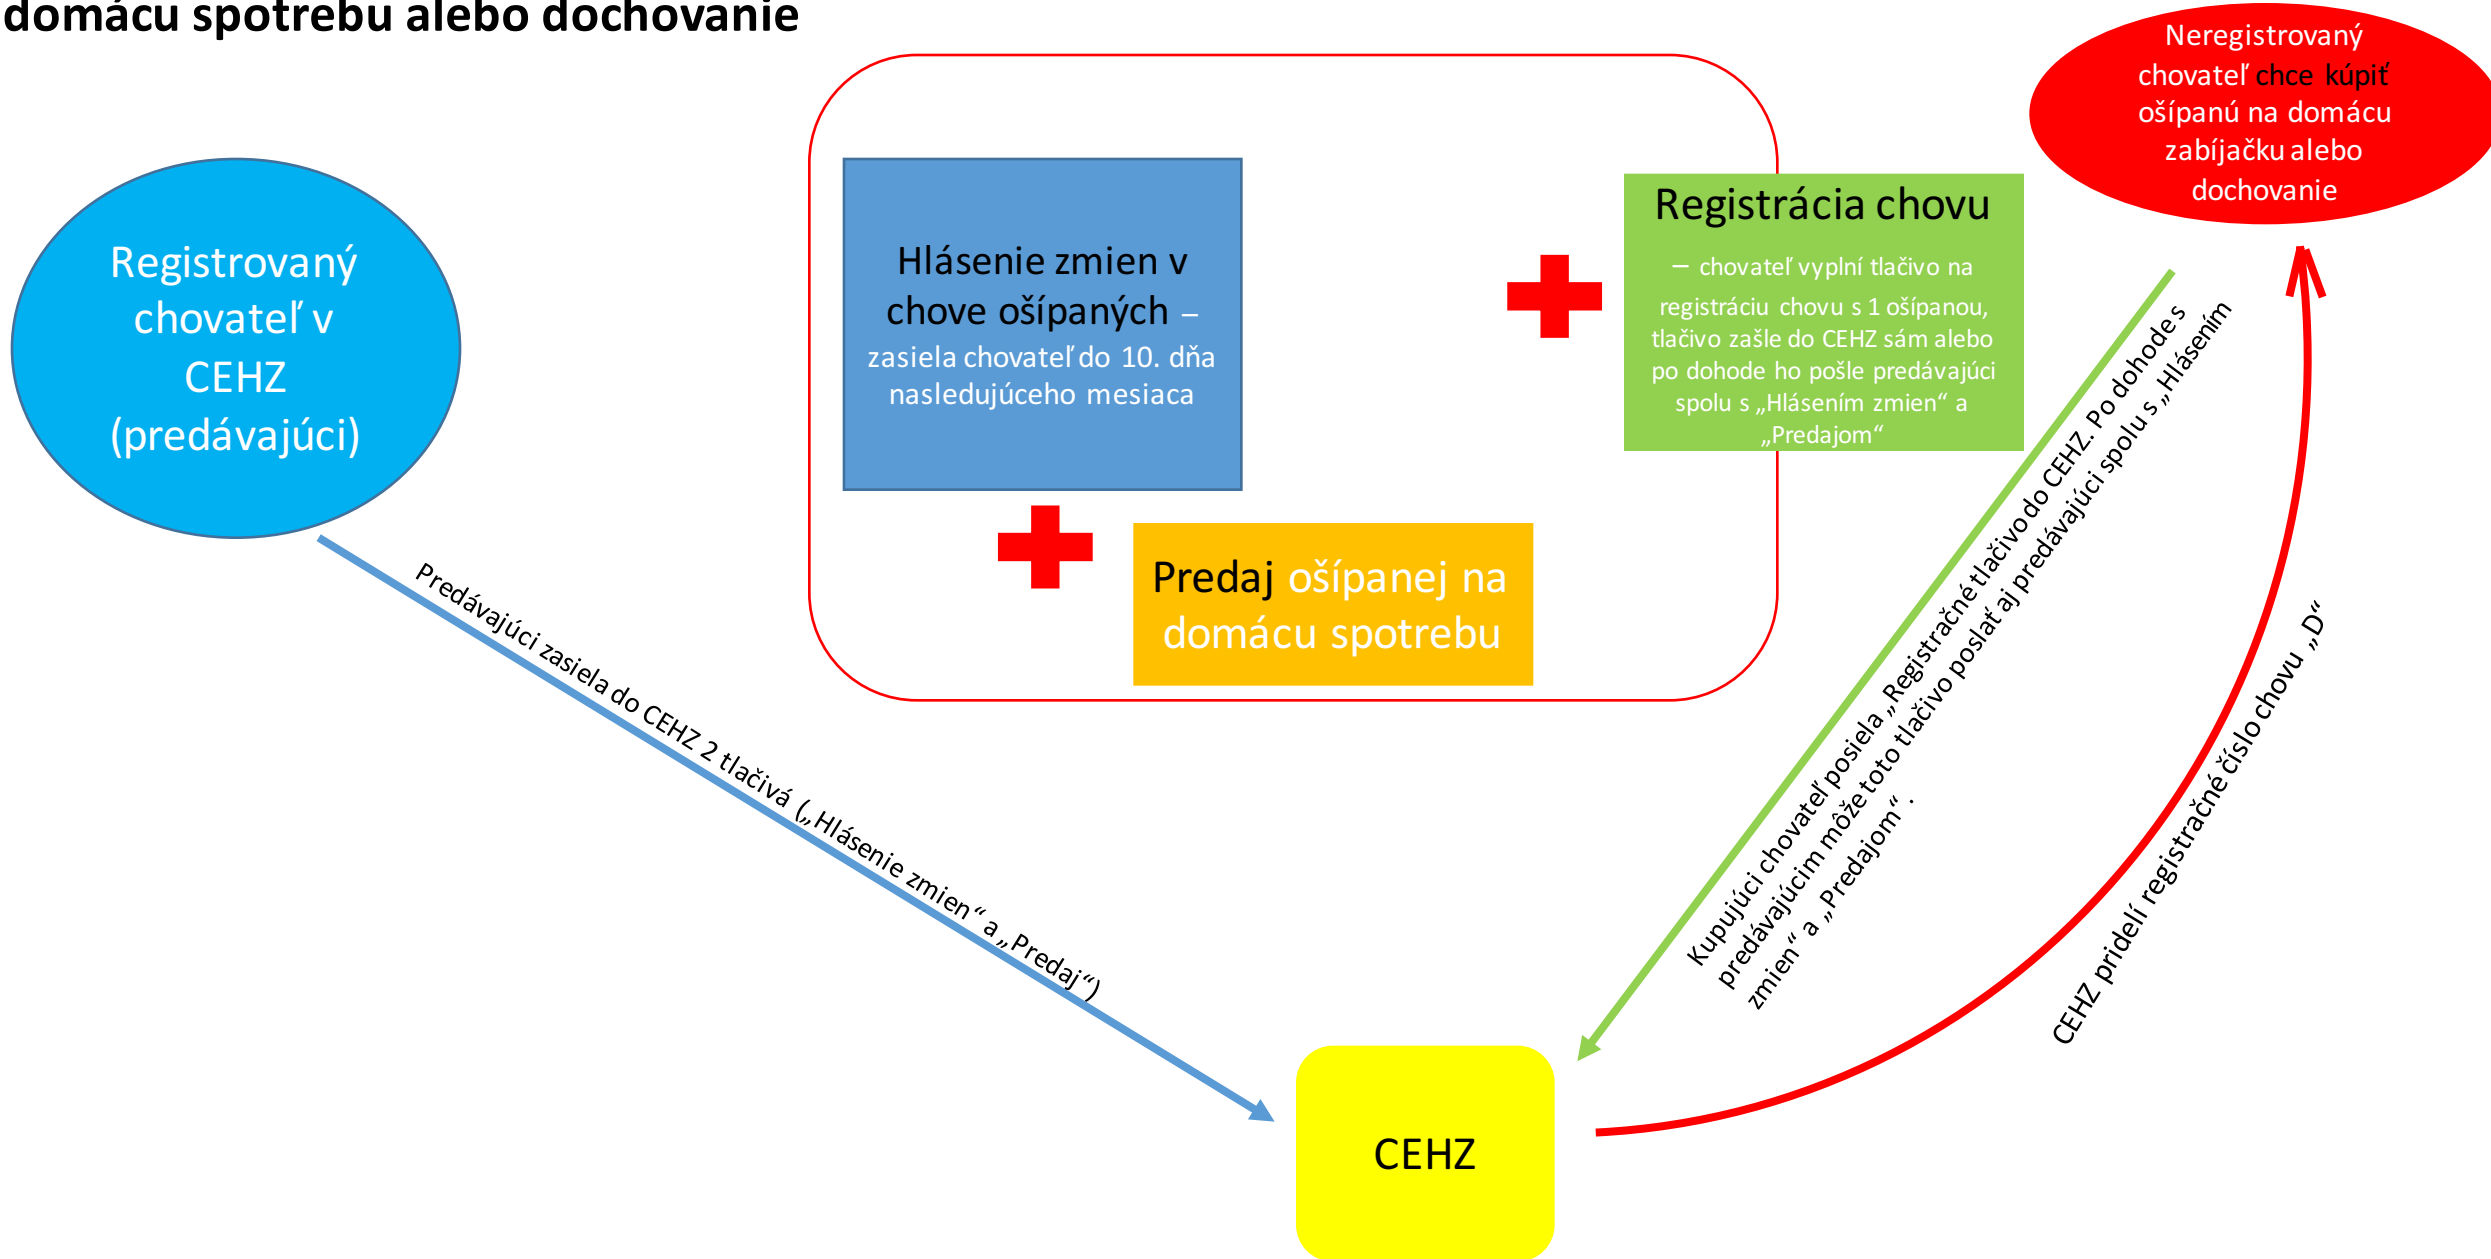 domácu spotrebu alebo dochovanie
Neregistrovaný
chovateľ chce kúpiť
ošípanú na domácu
zabíjačku alebo
dochovanie
Registrovaný
chovateľ v
CEHZ
(predávajúci)
Hlásenie zmien v
chove ošípaných –
zasiela chovateľ do 10. dňa
nasledujúceho mesiaca
Registrácia chovu
– chovateľ vyplní tlačivo na
registráciu chovu s 1 ošípanou,
tlačivo zašle do CEHZ sám alebo
po dohode ho pošle predávajúci
spolu s „Hlásením zmien“ a
„Predajom“
Predaj ošípanej na
domácu spotrebu
Predávajúci zasiela do CEHZ 2 tlačivá („Hlásenie zmien“ a „Predaj“)
Kupujúci chovateľ posiela „Registračné tlačivo do CEHZ. Po dohode s
predávajúcim môže toto tlačivo poslať aj predávajúci spolu s „Hlásením
zmien“ a „Predajom“ .
CEHZ pridelí registračné číslo chovu „D“
CEHZ